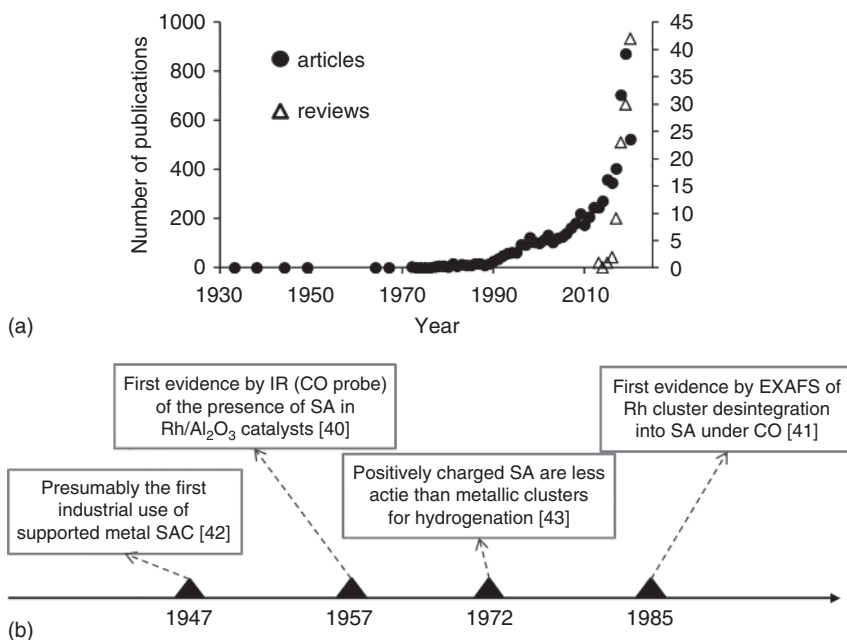 1000
800
600
400
200
0
Number of publications
articles
reviews
45
40
35
30
25
20
15
10
5
0
1930 1950 1970 1990 2010
Year
(a)
First evidence by IR (CO probe)
of the presence of SA in
Rh/Al₂O₃ catalysts [40]
First evidence by EXAFS of
Rh cluster desintegration
into SA under CO [41]
Presumably the first
industrial use of
supported metal SAC [42]
Positively charged SA are less
actie than metallic clusters
for hydrogenation [43]
1947 1957 1972 1985
(b)